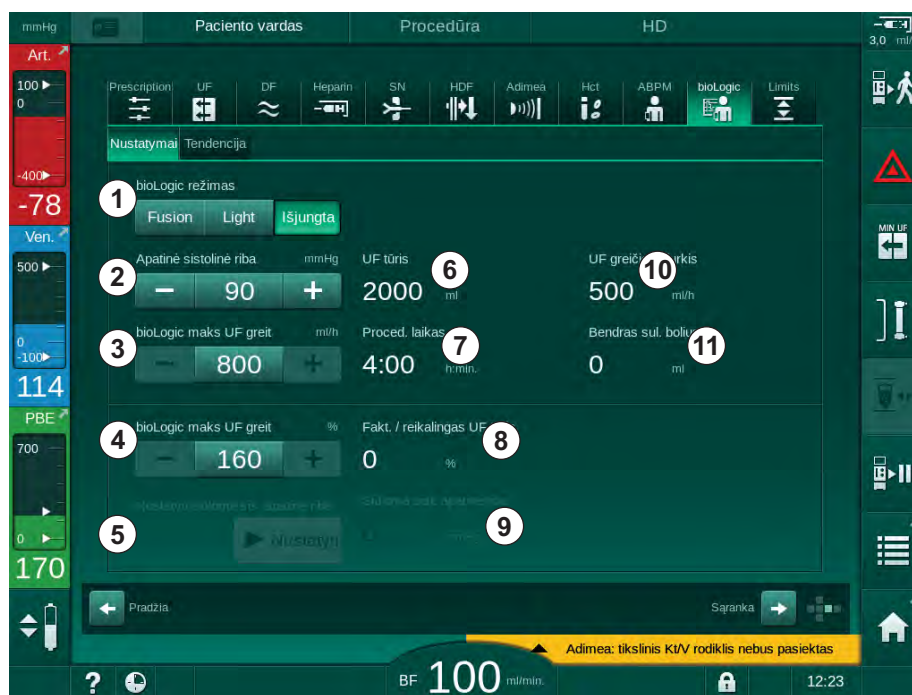 mmHg
Paciento vardas
Procedūra
HD
3,0 ml/
Art.
100
0
-400
-78
Ven.
500
0
-100
114
PBE
700
0
170
Prescription
UF
DF
Heparin
SN
HDF
Adimea
Hct
ABPM
bioLogic
Limits
Nustatymai
Tendencija
bioLogic režimas
1
Fusion
Light
Išjungta
Apatinė sistolinė riba mmHg
2
90
UF tūris
6
2000 ml
10
500 ml/h
bioLogic maks UF greit ml/h
3
800
Proced. laikas
7
4:00 h:min.
Bendras sul.
11
0 ml
bioLogic maks UF greit %
4
160
Fakt. / reikalingas UF
8
0 %
5
9
Pradžia
Sąranka
Adimea: tikslinis Kt/V rodiklis nebus pasiektas
MIN UF
?
BF 100 ml/min.
12:23